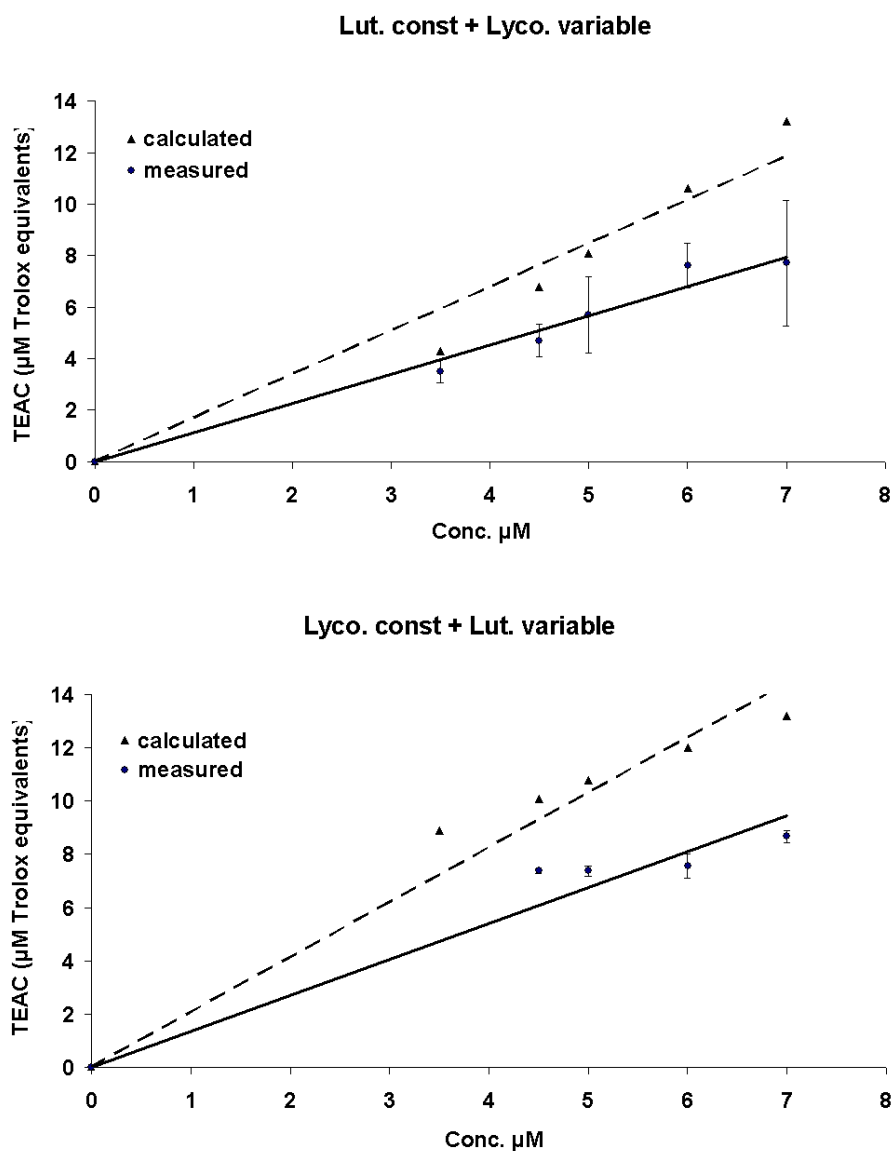 Lut. const + Lyco. variable
14
12
10
8
6
4
2
0
TEAC (µM Trolox equivalents)
calculated
measured
0 1 2 3 4 5 6 7 8
Conc. µM
Lyco. const + Lut. variable
14
12
10
8
6
4
2
0
TEAC (µM Trolox equivalents)
calculated
measured
0 1 2 3 4 5 6 7 8
Conc. µM